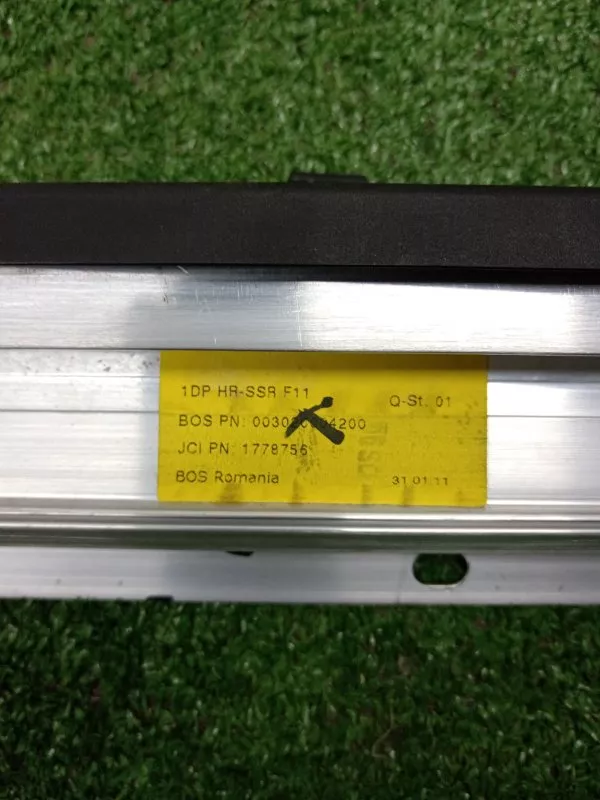 1DP HR-SSR F11
Q-St. 01
BOS PN:
JCI PN: 1778756
BOS Romania
31.01.11